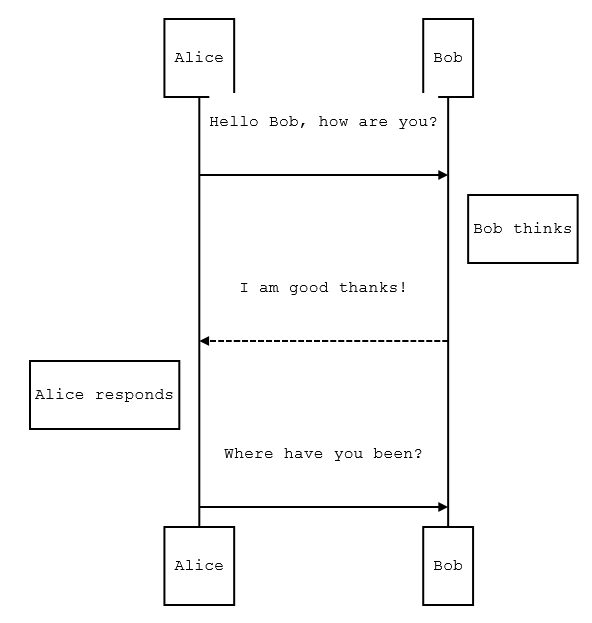 Alice
Bob
Hello Bob, how are you?
Bob thinks
I am good thanks!
Alice responds
Where have you been?
Alice
Bob